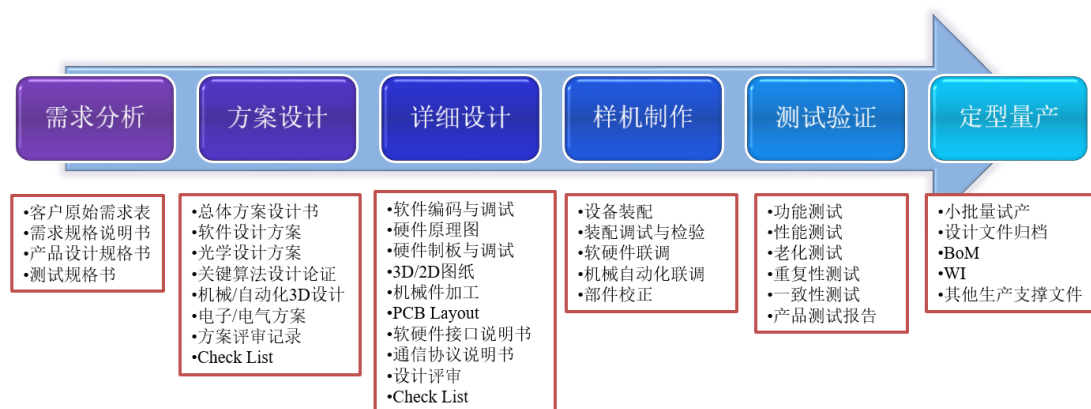 需求分析
方案设计
详细设计
样机制作
测试验证
定型量产
•客户原始需求表
•需求规格说明书
•产品设计规格书
•测试规格书
•总体方案设计书
•软件设计方案
•光学设计方案
•关键算法设计论证
•机械/自动化3D设计
•电子/电气方案
•方案评审记录
•Check List
•软件编码与调试
•硬件原理图
•硬件制板与调试
•3D/2D图纸
•机械件加工
•PCB Layout
•软硬件接口说明书
•通信协议说明书
•设计评审
•Check List
•设备装配
•装配调试与检验
•软硬件联调
•机械自动化联调
•部件校正
•功能测试
•性能测试
•老化测试
•重复性测试
•一致性测试
•产品测试报告
•小批量试产
•设计文件归档
•BoM
•WI
•其他生产支撑文件